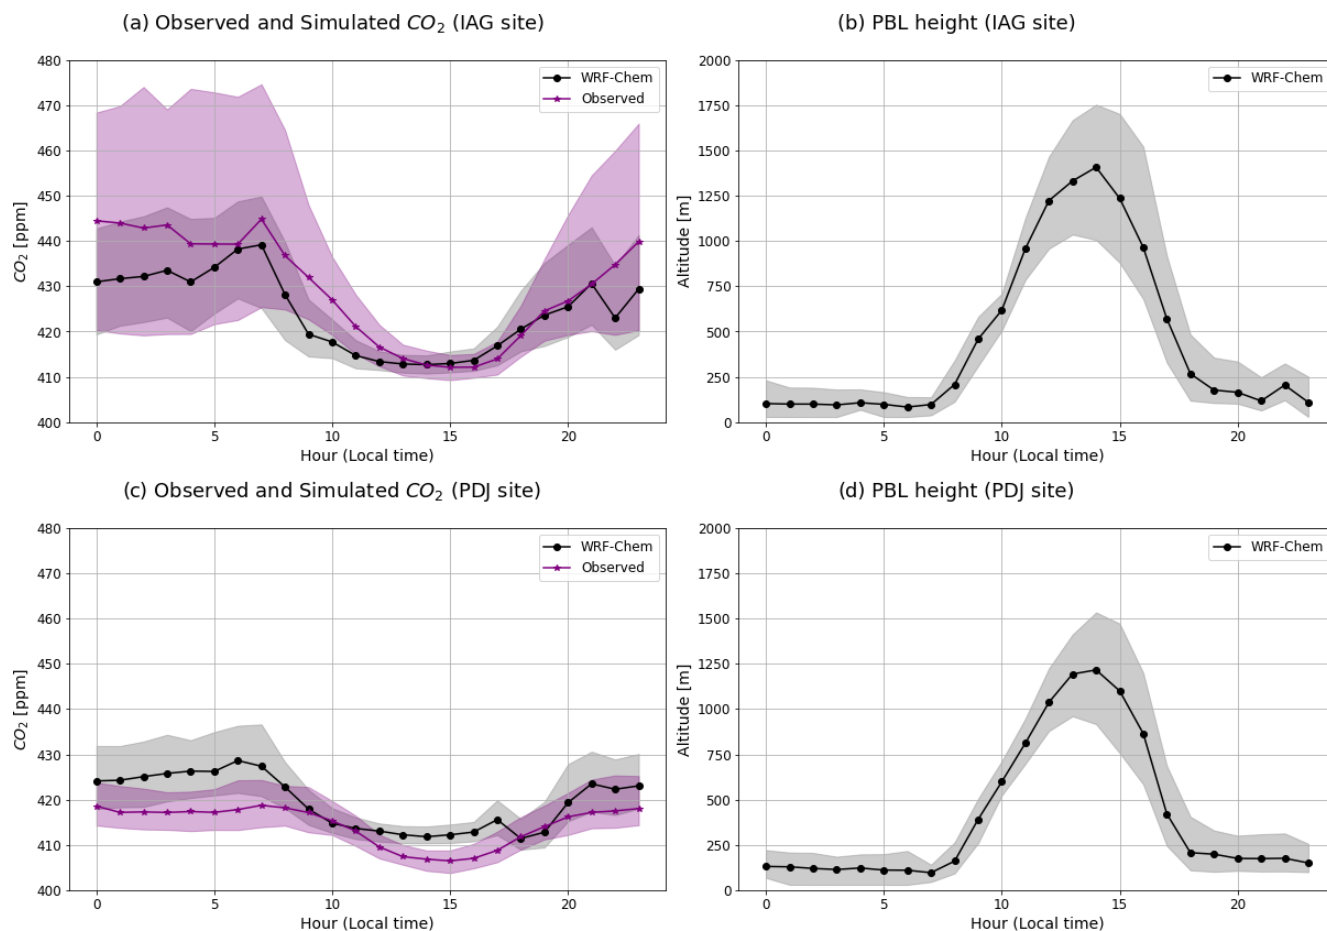 (a) Observed and Simulated CO₂ (IAG site)
WRF-Chem
Observed
480
470
460
450
440
430
420
410
400
CO₂ [ppm]
0 5 10 15 20
Hour (Local time)
(b) PBL height (IAG site)
WRF-Chem
2000
1750
1500
1250
1000
750
500
250
0
Altitude [m]
0 5 10 15 20
Hour (Local time)
(c) Observed and Simulated CO₂ (PDJ site)
WRF-Chem
Observed
480
470
460
450
440
430
420
410
400
CO₂ [ppm]
0 5 10 15 20
Hour (Local time)
(d) PBL height (PDJ site)
WRF-Chem
2000
1750
1500
1250
1000
750
500
250
0
Altitude [m]
0 5 10 15 20
Hour (Local time)